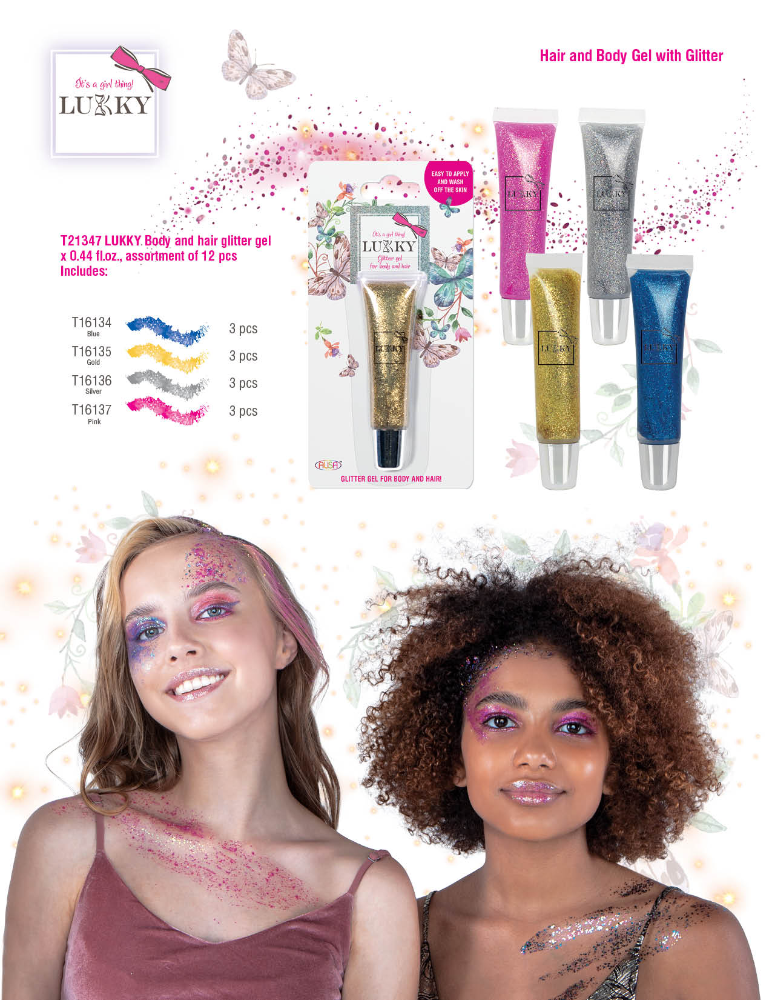 It's a girl thing!
LUKKY
Hair and Body Gel with Glitter
T21347 LUKKY Body and hair glitter gel
x 0.44 fl.oz., assortment of 12 pcs
Includes:
T16134
Blue
3 pcs
T16135
Gold
3 pcs
T16136
Silver
3 pcs
T16137
Pink
3 pcs
EASY TO APPLY
AND WASH
OFF THE SKIN
It's a girl thing!
LUKKY
Glitter gel
for body and hair
LUKKY
ALISA™
GLITTER GEL FOR BODY AND HAIR!
LUKKY
LUKKY
LUKKY
LUKKY